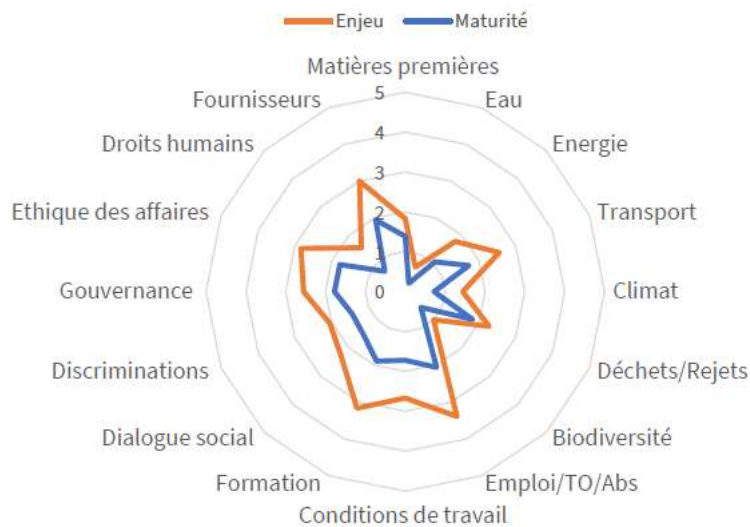 Enjeu Maturité
Matières premières
Fournisseurs
Eau
Droits humains
Energie
Ethique des affaires
Transport
Gouvernance
Climat
Discriminations
Déchets/Rejets
Dialogue social
Biodiversité
Formation
Emploi/TO/Abs
Conditions de travail
5
4
3
2
1
0